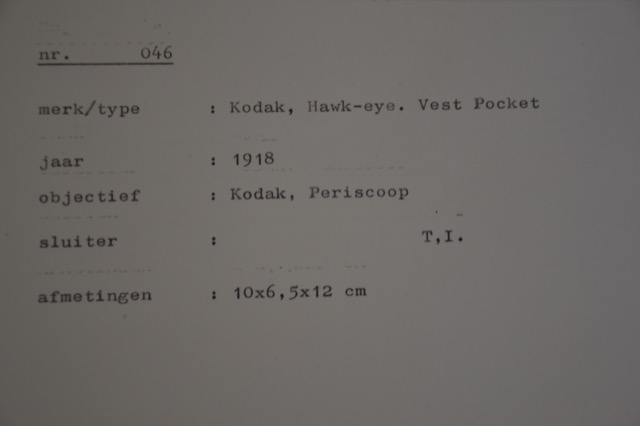 nr. 046
merk/type : Kodak, Hawk-eye. Vest Pocket
jaar : 1918
objectief : Kodak, Periscoop
sluiter : T,I.
afmetingen : 10x6,5x12 cm